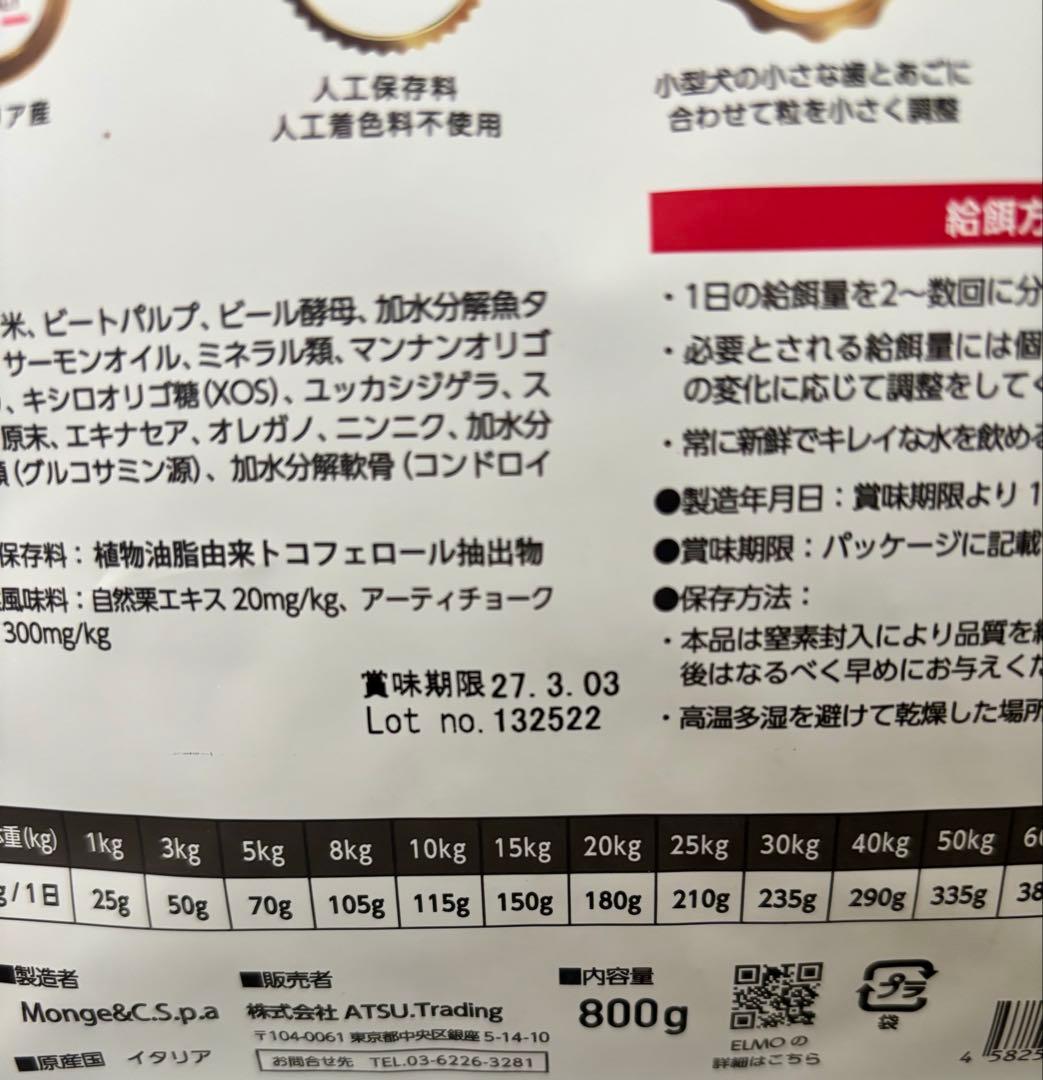 ア産
人工保存料
人工着色料不使用
小型犬の小さな歯とあごに
合わせて粒を小さく調整
給餌方
米、ビートパルプ、ビール酵母、加水分解魚タ
サーモンオイル、ミネラル類、マンナンオリゴ
、キシロオリゴ糖(XOS)、ユッカシジゲラ、ス
原末、エキナセア、オレガノ、ニンニク、加水分
(グルコサミン源)、加水分解軟骨(コンドロイ
保存料:植物油脂由来トコフェロール抽出物
風味料:自然栗エキス 20mg/kg、アーティチョーク
300mg/kg
賞味期限27.3.03
Lot no.132522
・1日の給餌量を2〜数回に分
・必要とされる給餌量には個
の変化に応じて調整をして
・常に新鮮でキレイな水を飲め
●製造年月日:賞味期限より 1
●賞味期限:パッケージに記載
●保存方法:
・本品は窒素封入により品質を
後はなるべく早めにお与えく
・高温多湿を避けて乾燥した場所
重(kg) 1kg 3kg 5kg 8kg 10kg 15kg 20kg 25kg 30kg 40kg 50kg 6
g/1日 25g 50g 70g 105g 115g 150g 180g 210g 235g 290g 335g 38
■製造者
Monge&C.S.p.a
■原産国 イタリア
■販売者
株式会社 ATSU.Trading
〒104-0061 東京都中央区銀座 5-14-10
お問合せ先 TEL.03-6226-3281
■内容量
800g
ELMO の
詳細はこちら
プラ
袋
4 5825